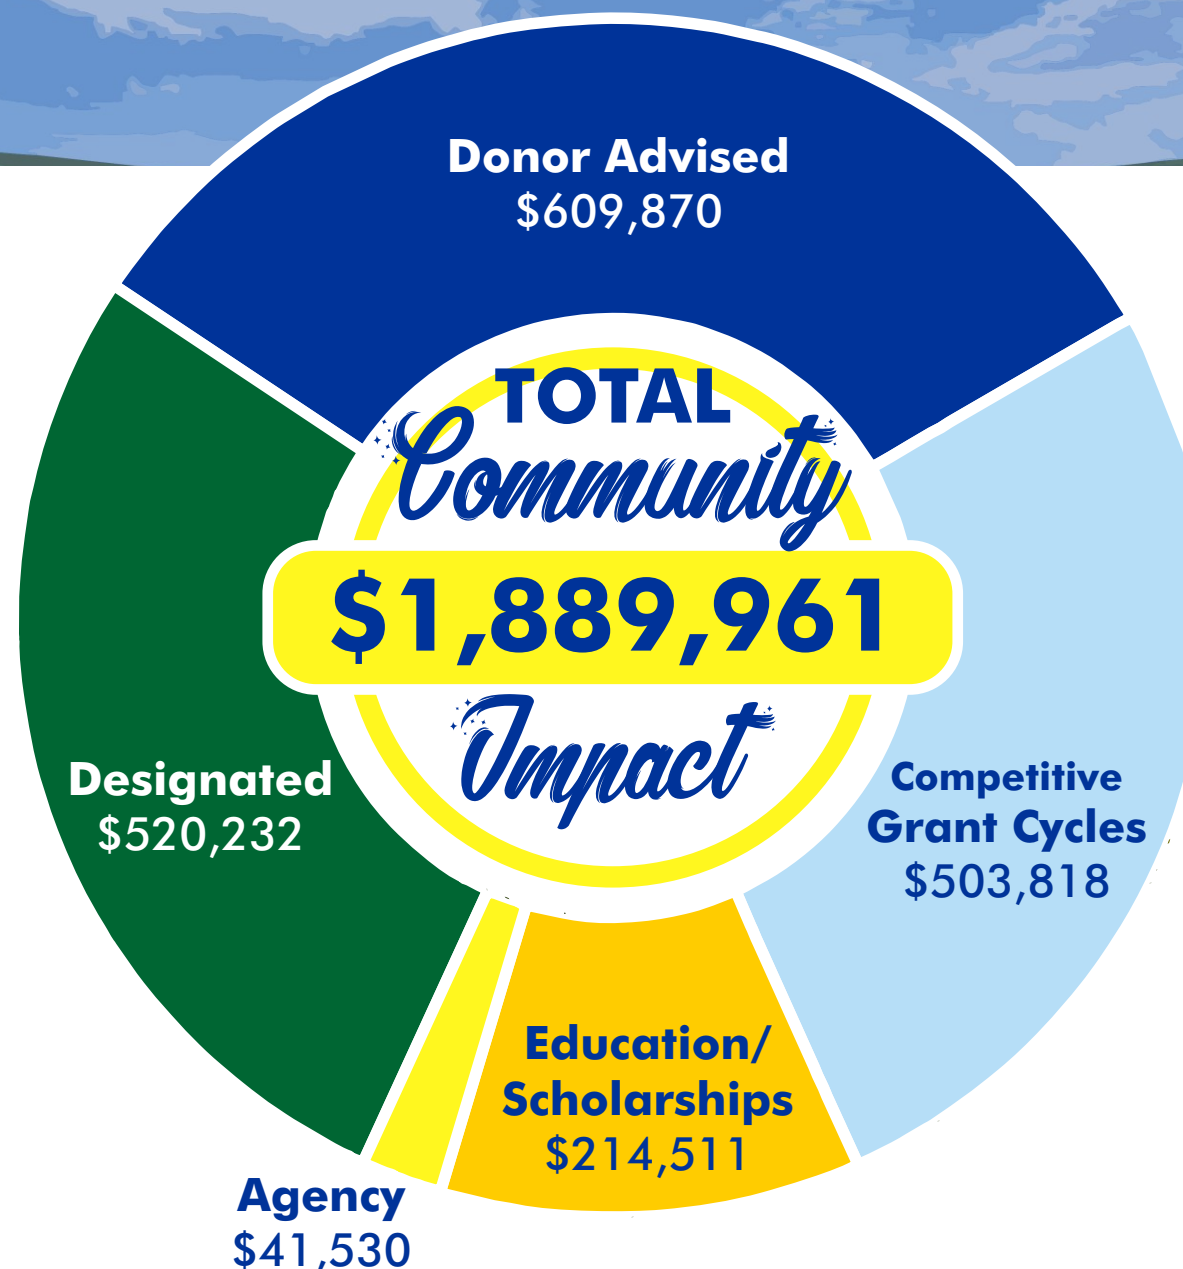 Donor Advised
$609,870
TOTAL
Community
$1,889,961
Impact
Designated
$520,232
Competitive
Grant Cycles
$503,818
Education/
Scholarships
$214,511
Agency
$41,530